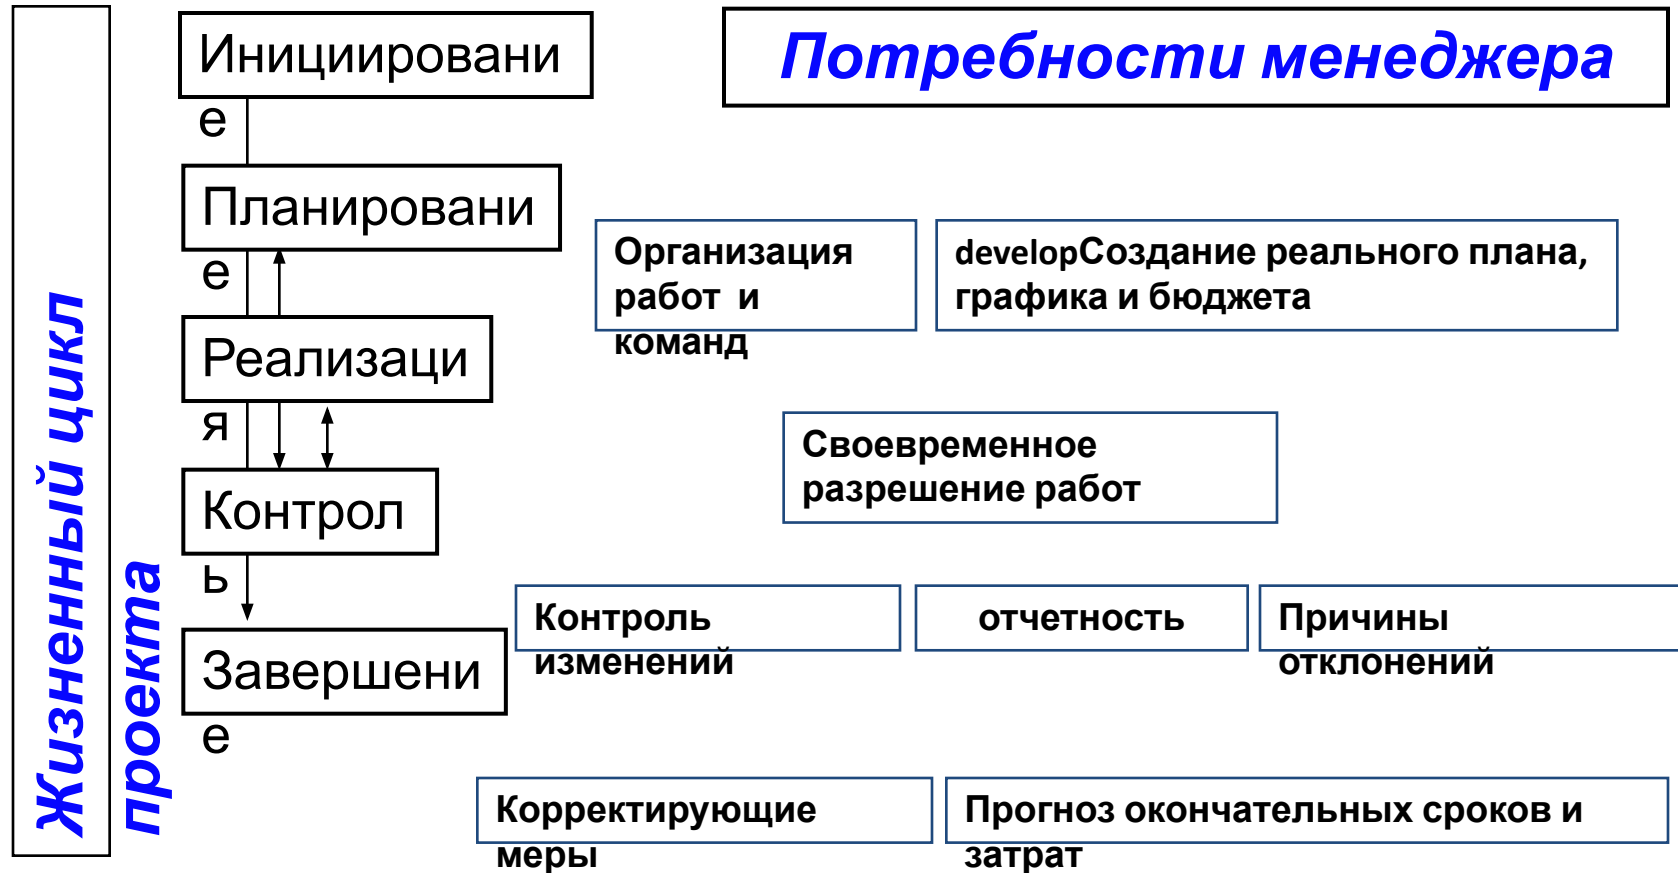 Жизненный цикл
проекта
Инициировани
е
Планировани
е
Реализаци
я
Контрол
ь
Завершени
е
Потребности менеджера
Организация
работ и
команд
developСоздание реального плана,
графика и бюджета
Своевременное
разрешение работ
Контроль
изменений
отчетность
Причины
отклонений
Корректирующие
меры
Прогноз окончательных сроков и
затрат